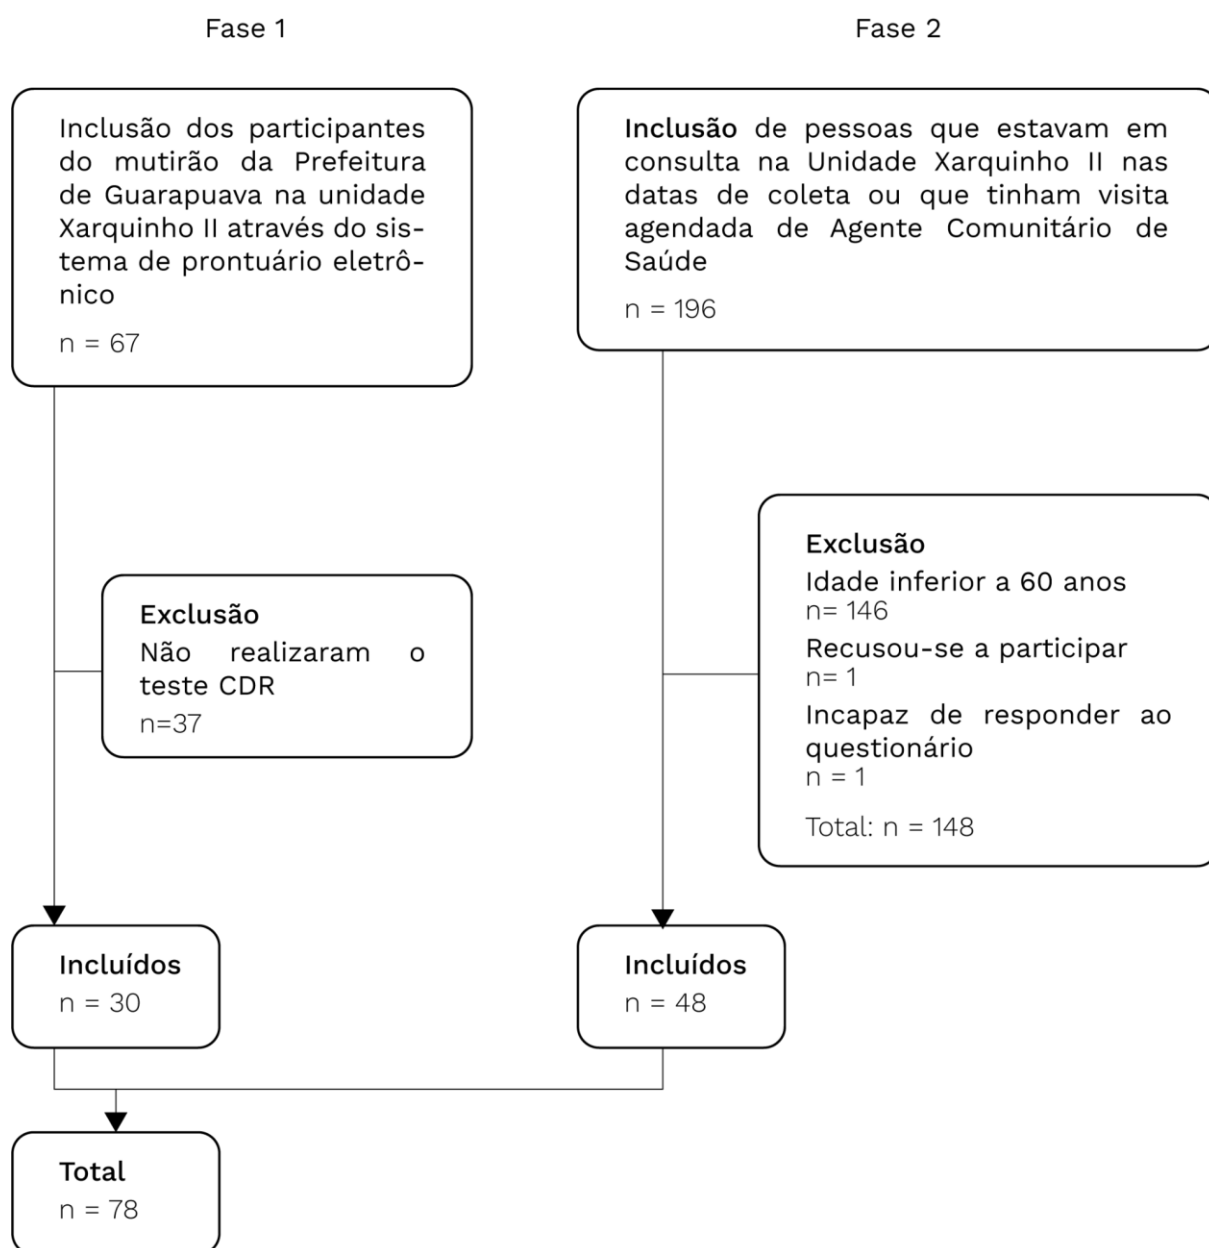 Fase 1
Inclusão dos participantes
do mutirão da Prefeitura
de Guarapuava na unidade
Xarquinho II através do sis-
tema de prontuário eletrô-
nico
n = 67
Exclusão
Não realizaram o
teste CDR
n=37
Incluídos
n = 30
Fase 2
Inclusão de pessoas que estavam em
consulta na Unidade Xarquinho II nas
datas de coleta ou que tinham visita
agendada de Agente Comunitário de
Saúde
n = 196
Exclusão
Idade inferior a 60 anos
n= 146
Recusou-se a participar
n= 1
Incapaz de responder ao
questionário
n = 1
Total: n = 148
Incluídos
n = 48
Total
n = 78